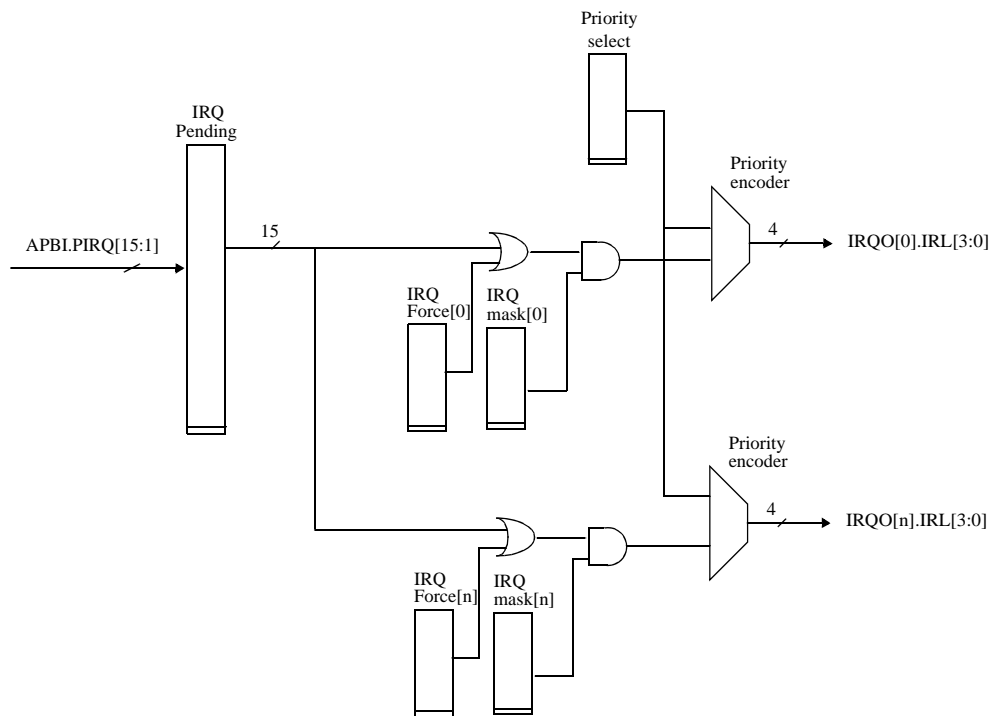 Priority
select
IRQ
Pending
Priority
encoder
15
4
APBI.PIRQ[15:1]
IRQO[0].IRL[3:0]
IRQ
Force[0]
IRQ
mask[0]
Priority
encoder
4
IRQO[n].IRL[3:0]
IRQ
Force[n]
IRQ
mask[n]